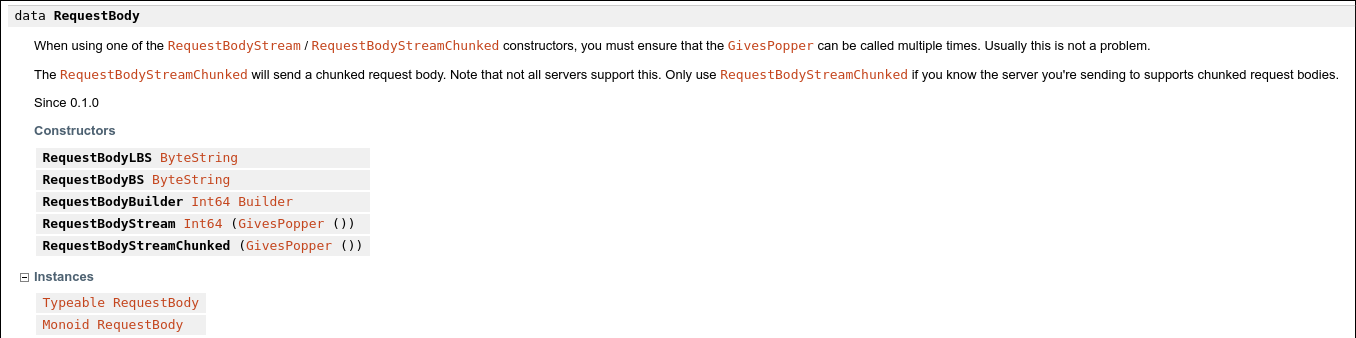 data RequestBody
When using one of the RequestBodyStream / RequestBodyStreamChunked constructors, you must ensure that the GivesPopper can be called multiple times. Usually this is not a problem.
The RequestBodyStreamChunked will send a chunked request body. Note that not all servers support this. Only use RequestBodyStreamChunked if you know the server you're sending to supports chunked request bodies.
Since 0.1.0
Constructors
RequestBodyLBS ByteString
RequestBodyBS ByteString
RequestBodyBuilder Int64 Builder
RequestBodyStream Int64 (GivesPopper ())
RequestBodyStreamChunked (GivesPopper ())
Instances
Typeable RequestBody
Monoid RequestBody